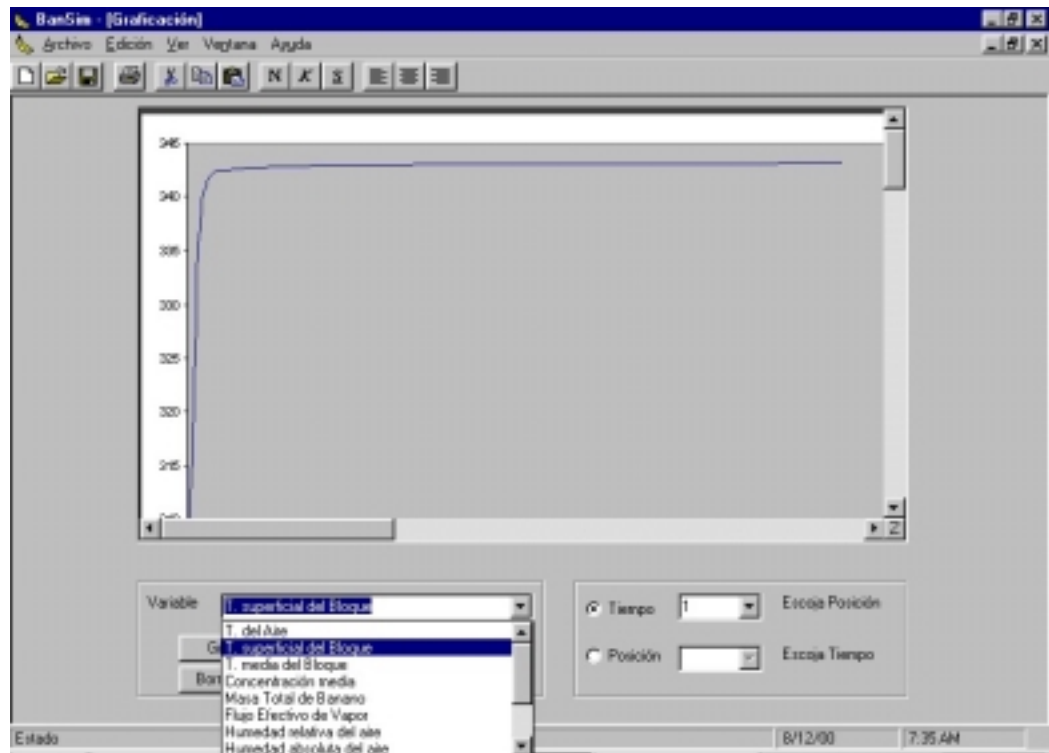 BanSim - [Graficación]
Archivo Edición Ver Ventana Ayuda
N K S
345
340
335
330
325
320
315
Variable
T. superficial del Bloque
T. del Aire
T. superficial del Bloque
T. media del Bloque
Concentración media
Masa Total de Banano
Flujo Efectivo de Vapor
Humedad relativa del aire
Humedad absoluta del aire
Tiempo 1 Escoja Posición
Posición Escoja Tiempo
Z
Estado 8/12/00 7:35 AM